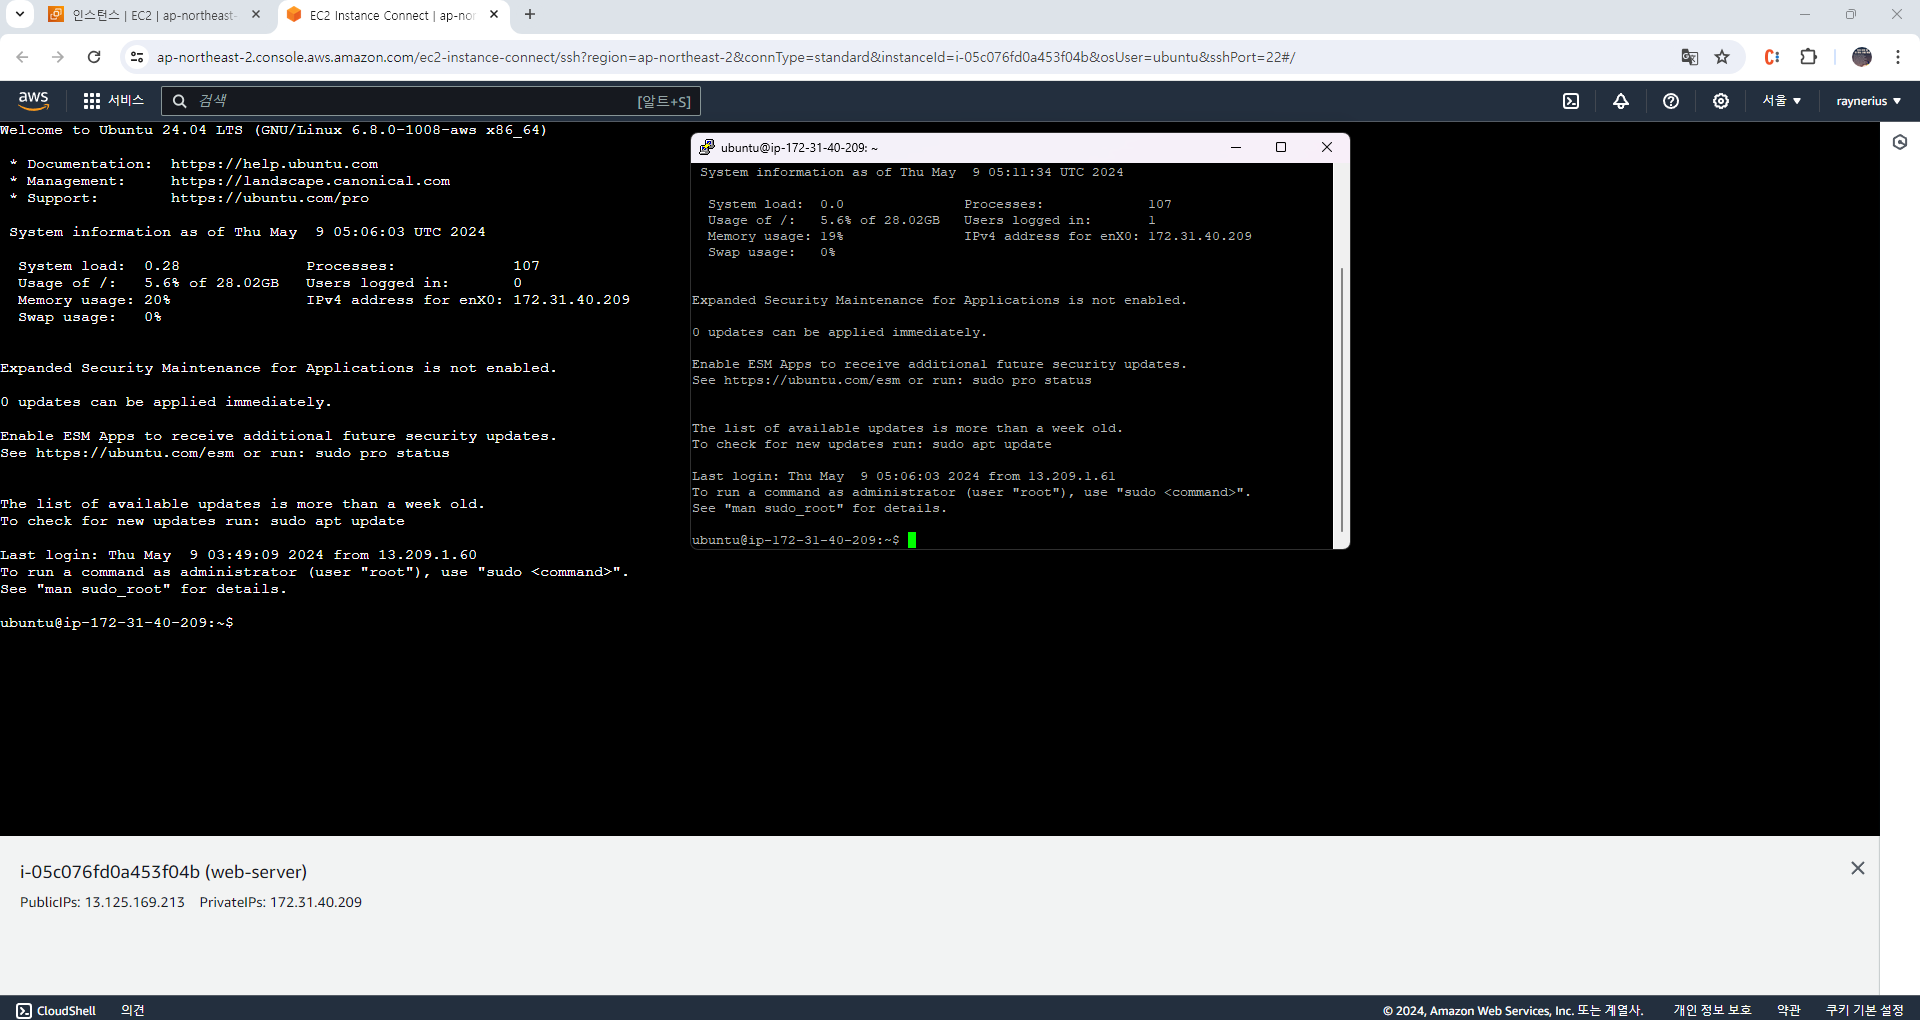 인스턴스 | EC2 | ap-northeast-
EC2 Instance Connect | ap-nor
ap-northeast-2.console.aws.amazon.com/ec2-instance-connect/ssh?region=ap-northeast-2&connType=standard&instanceId=i-05c076fd0a453f04b&osUser=ubuntu&sshPort=22#/
aws 서비스 검색 [알트+S] 서울 raynerius
Welcome to Ubuntu 24.04 LTS (GNU/Linux 6.8.0-1008-aws x86_64)
* Documentation: https://help.ubuntu.com
* Management: https://landscape.canonical.com
* Support: https://ubuntu.com/pro
System information as of Thu May 9 05:06:03 UTC 2024
System load: 0.28 Processes: 107
Usage of /: 5.6% of 28.02GB Users logged in: 0
Memory usage: 20% IPv4 address for enX0: 172.31.40.209
Swap usage: 0%
Expanded Security Maintenance for Applications is not enabled.
0 updates can be applied immediately.
Enable ESM Apps to receive additional future security updates.
See https://ubuntu.com/esm or run: sudo pro status
The list of available updates is more than a week old.
To check for new updates run: sudo apt update
Last login: Thu May 9 03:49:09 2024 from 13.209.1.60
To run a command as administrator (user "root"), use "sudo <command>".
See "man sudo_root" for details.
ubuntu@ip-172-31-40-209:~$
ubuntu@ip-172-31-40-209: ~
System information as of Thu May 9 05:11:34 UTC 2024
System load: 0.0 Processes: 107
Usage of /: 5.6% of 28.02GB Users logged in: 1
Memory usage: 19% IPv4 address for enX0: 172.31.40.209
Swap usage: 0%
Expanded Security Maintenance for Applications is not enabled.
0 updates can be applied immediately.
Enable ESM Apps to receive additional future security updates.
See https://ubuntu.com/esm or run: sudo pro status
The list of available updates is more than a week old.
To check for new updates run: sudo apt update
Last login: Thu May 9 05:06:03 2024 from 13.209.1.61
To run a command as administrator (user "root"), use "sudo <command>".
See "man sudo_root" for details.
ubuntu@ip-172-31-40-209:~$
i-05c076fd0a453f04b (web-server)
PublicIPs: 13.125.169.213 PrivateIPs: 172.31.40.209
CloudShell 의견 © 2024, Amazon Web Services, Inc. 또는 계열사. 개인 정보 보호 약관 쿠키 기본 설정